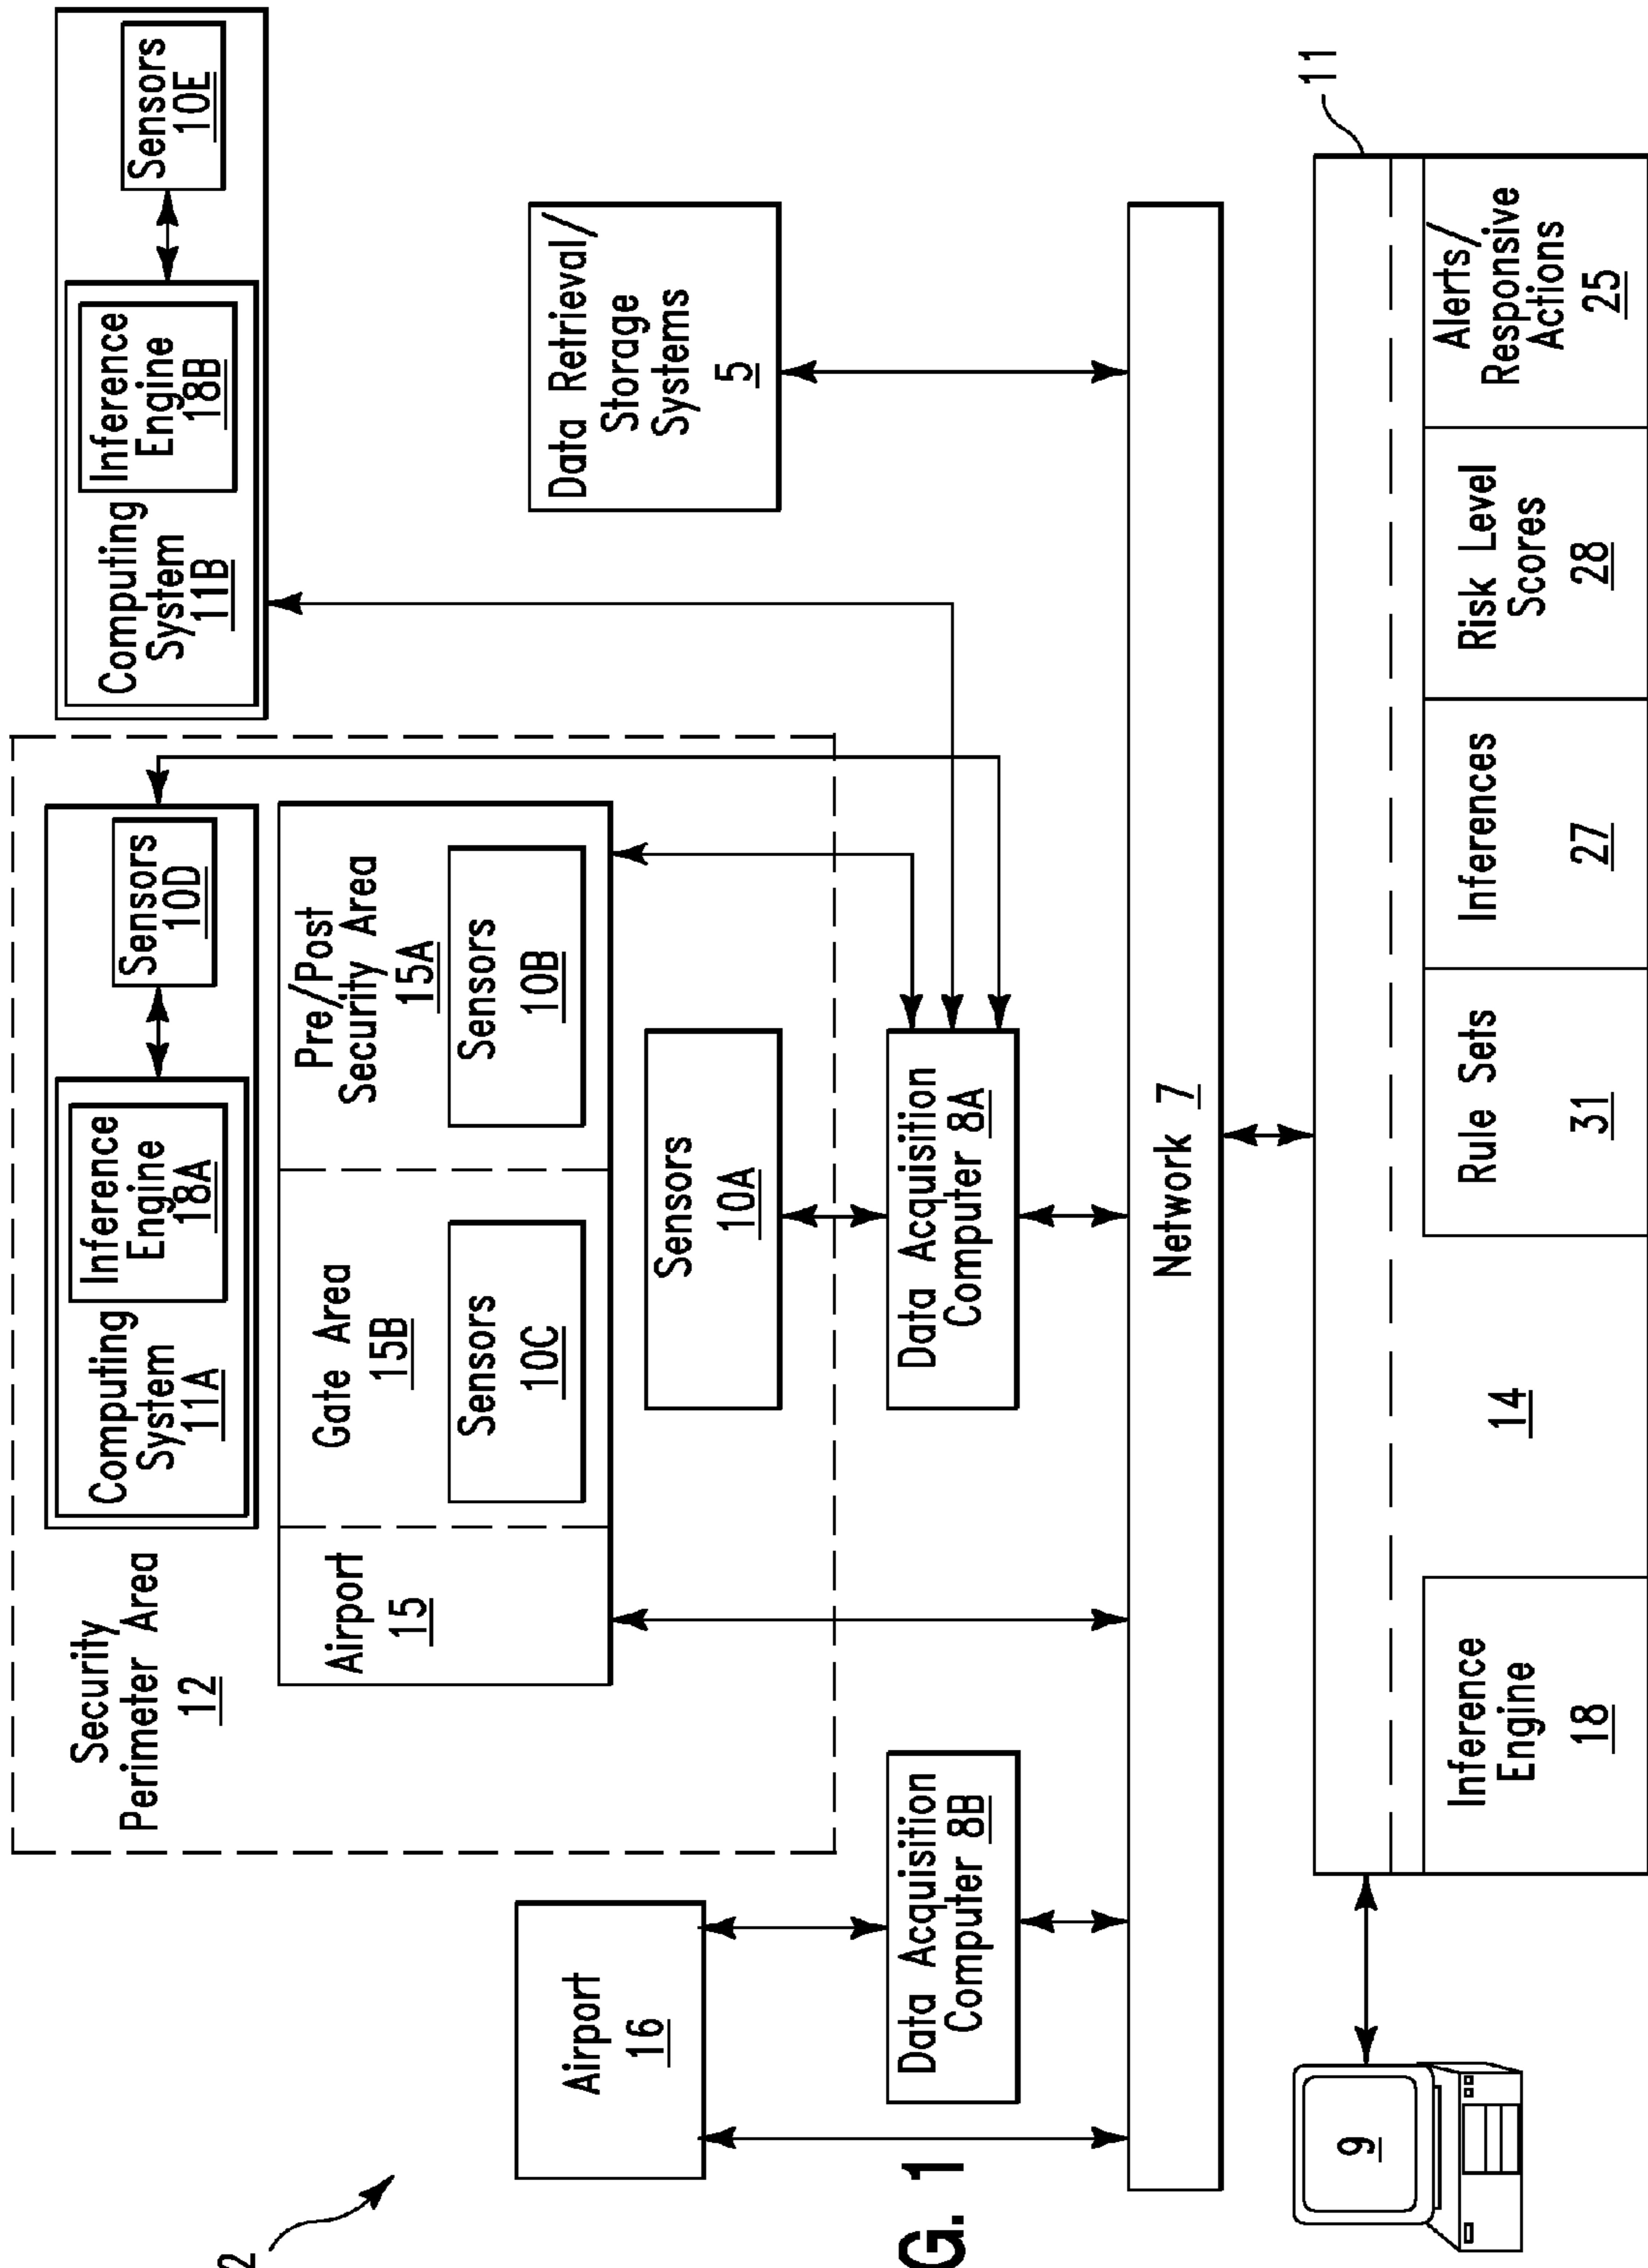 2
Security
Perimeter Area
12
Computing
System
11A
Inference
Engine
18A
Sensors
10D
Computing
System
11B
Inference
Engine
18B
Sensors
10E
Airport
15
Gate Area
15B
Sensors
10C
Pre/Post
Security Area
15A
Sensors
10B
Sensors
10A
Airport
16
Data Retrieval/
Storage
Systems
5
Data Acquisition
Computer 8B
Data Acquisition
Computer 8A
G. 1
Network 7
9
11
Inference
Engine
18
14
Rule Sets
31
Inferences
27
Risk Level
Scores
28
Alerts/
Responsive
Actions
25